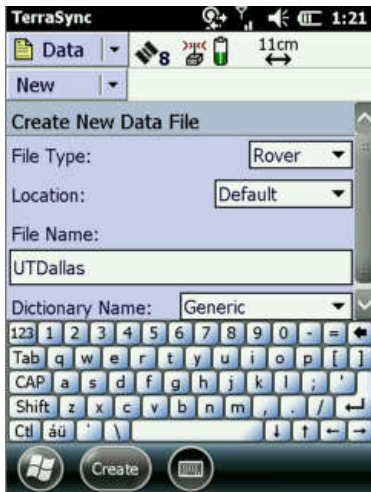 TerraSync 1:21
Data 8 11cm
New
Create New Data File
File Type: Rover
Location: Default
File Name:
UTDallas
Dictionary Name: Generic
123 1 2 3 4 5 6 7 8 9 0 - =
Tab q w e r t y u i o p [ ]
CAP a s d f g h j k l ; '
Shift z x c v b n m , . /
Ctl áü ` \
Create